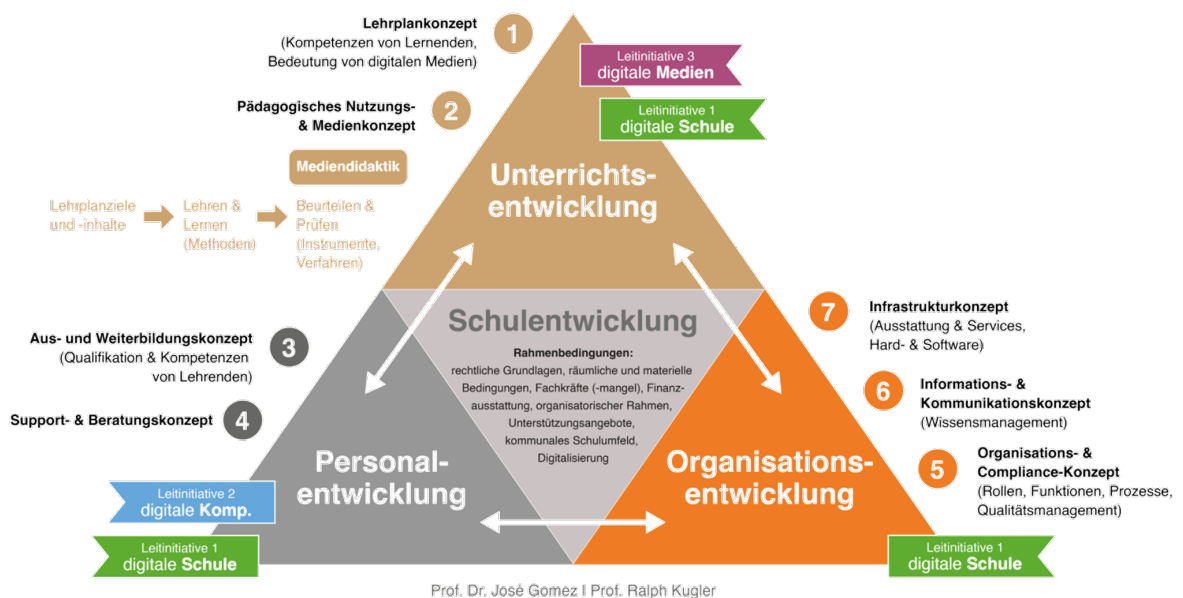 1
Lehrplankonzept
(Kompetenzen von Lernenden,
Bedeutung von digitalen Medien)
Leitinitiative 3
digitale Medien
Leitinitiative 1
digitale Schule
2
Pädagogisches Nutzungs-
& Medienkonzept
Mediendidaktik
Lehrplanziele
und -inhalte
Lehren &
Lernen
(Methoden)
Beurteilen &
Prüfen
(Instrumente,
Verfahren)
Unterrichts-
entwicklung
Schulentwicklung
Rahmenbedingungen:
rechtliche Grundlagen, räumliche und materielle
Bedingungen, Fachkräfte (-mangel), Finanz-
ausstattung, organisatorischer Rahmen,
Unterstützungsangebote,
kommunales Schulumfeld,
Digitalisierung
3
Aus- und Weiterbildungskonzept
(Qualifikation & Kompetenzen
von Lehrenden)
4
Support- & Beratungskonzept
Personal-
entwicklung
Leitinitiative 2
digitale Komp.
Leitinitiative 1
digitale Schule
7
Infrastrukturkonzept
(Ausstattung & Services,
Hard- & Software)
6
Informations- &
Kommunikationskonzept
(Wissensmanagement)
5
Organisations- &
Compliance-Konzept
(Rollen, Funktionen, Prozesse,
Qualitätsmanagement)
Organisations-
entwicklung
Leitinitiative 1
digitale Schule
Prof. Dr. José Gomez I Prof. Ralph Kugler